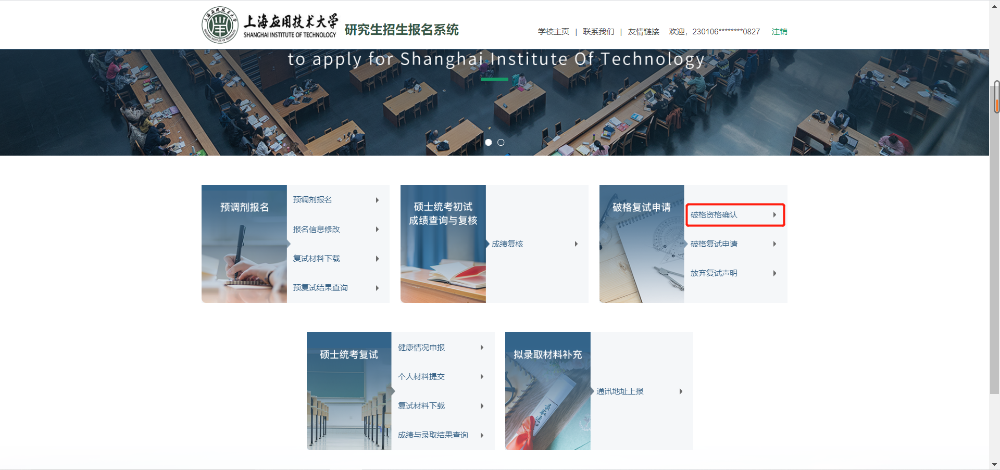 上海应用技术大学
SHANGHAI INSTITUTE OF TECHNOLOGY
研究生招生报名系统
学校主页 | 联系我们 | 友情链接 欢迎，230106********0827 注销
to apply for Shanghai Institute Of Technology
预调剂报名
预调剂报名
报名信息修改
复试材料下载
预复试结果查询
硕士统考初试
成绩查询与复核
成绩复核
破格复试申请
破格资格确认
破格复试申请
放弃复试声明
硕士统考复试
健康情况申报
个人材料提交
复试材料下载
成绩与录取结果查询
拟录取材料补充
通讯地址上报